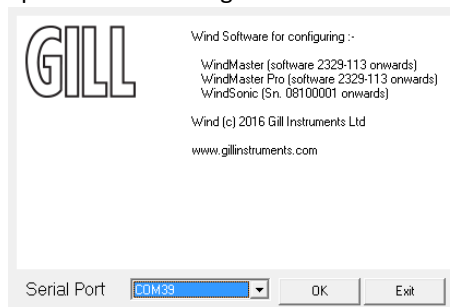 GILL
Wind Software for configuring :-
WindMaster (software 2329-113 onwards)
WindMaster Pro (software 2329-113 onwards)
WindSonic (Sn. 08100001 onwards)
Wind (c) 2016 Gill Instruments Ltd
www.gillinstruments.com
Serial Port COM39 OK Exit